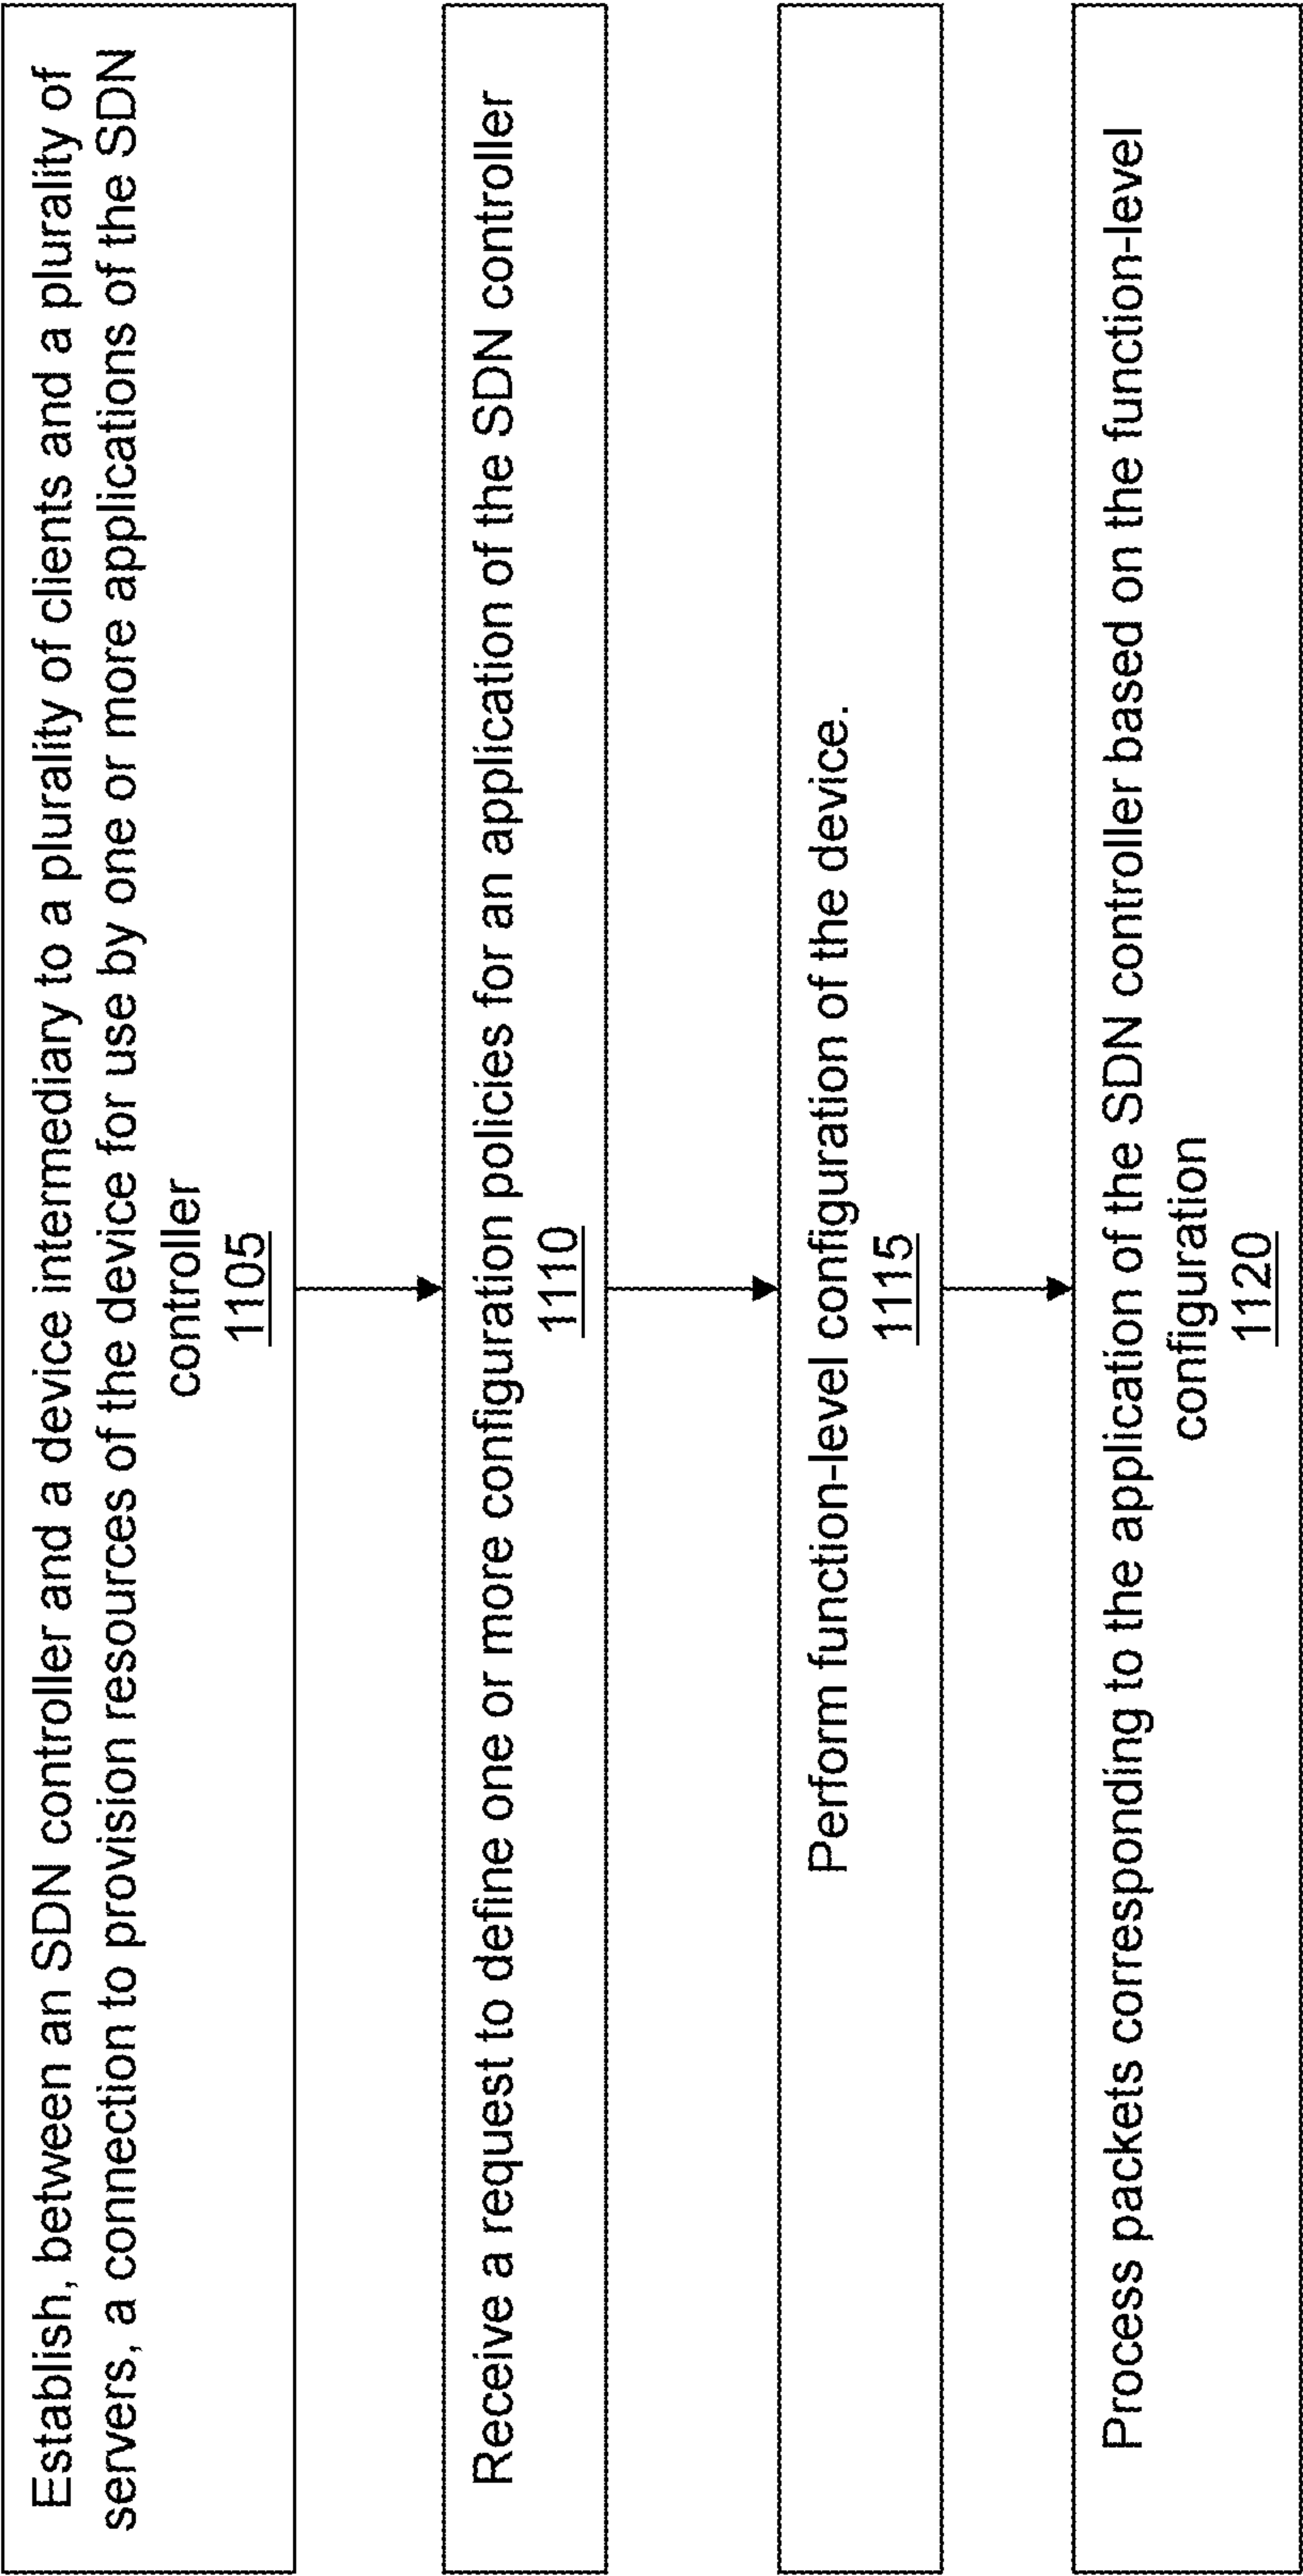 Establish, between an SDN controller and a device intermediary to a plurality of clients and a plurality of
servers, a connection to provision resources of the device for use by one or more applications of the SDN
controller
1105
Receive a request to define one or more configuration policies for an application of the SDN controller
1110
Perform function-level configuration of the device.
1115
Process packets corresponding to the application of the SDN controller based on the function-level
configuration
1120